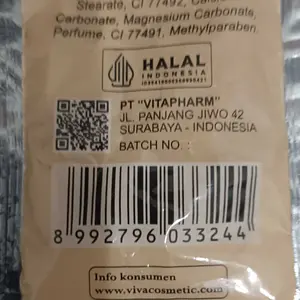 Stearate, CI 77492,
Carbonate, Magnesium Carbonate,
Perfume, CI 77491, Methylparaben
HALAL
INDONESIA
PT "VITAPHARM"
JL. PANJANG JIWO 42
SURABAYA - INDONESIA
BATCH NO. :
8 992796 033244
Info konsumen
www.vivacosmetic.com